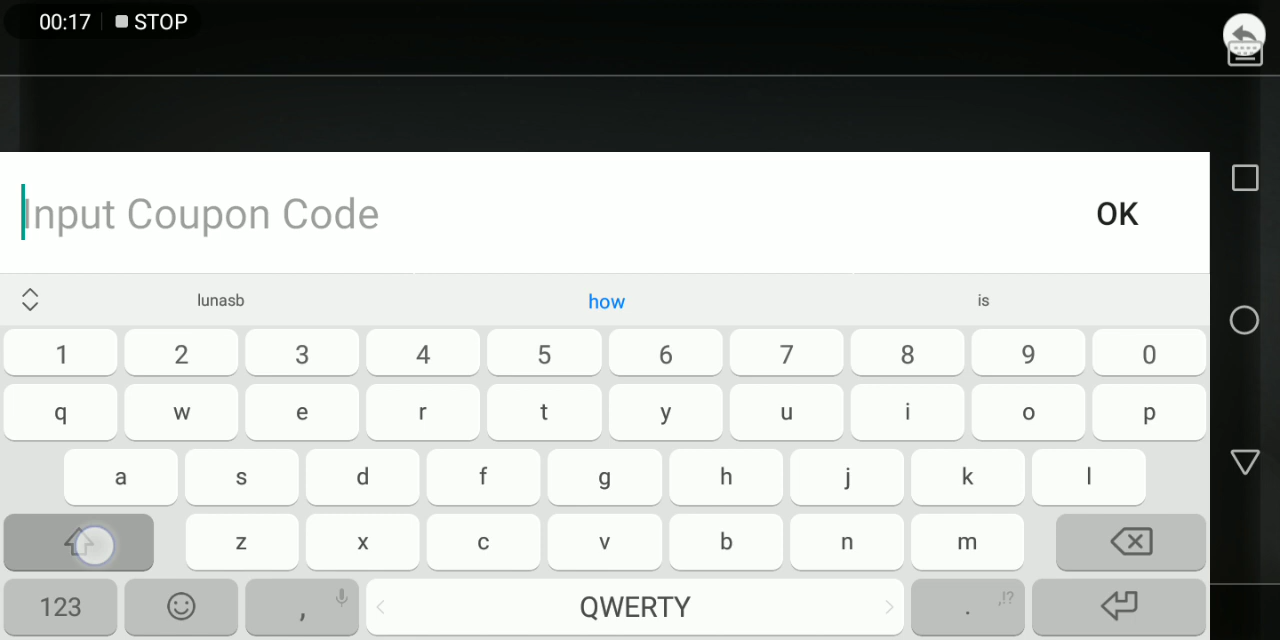 00:17 STOP
Input Coupon Code OK
lunasb how is
1 2 3 4 5 6 7 8 9 0
q w e r t y u i o p
a s d f g h j k l
z x c v b n m
123 , QWERTY . ,!?